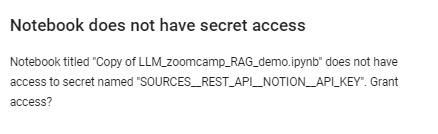 Notebook does not have secret access
Notebook titled "Copy of LLM_zoomcamp_RAG_demo.ipynb" does not have
access to secret named "SOURCES__REST_API__NOTION__API_KEY". Grant
access?